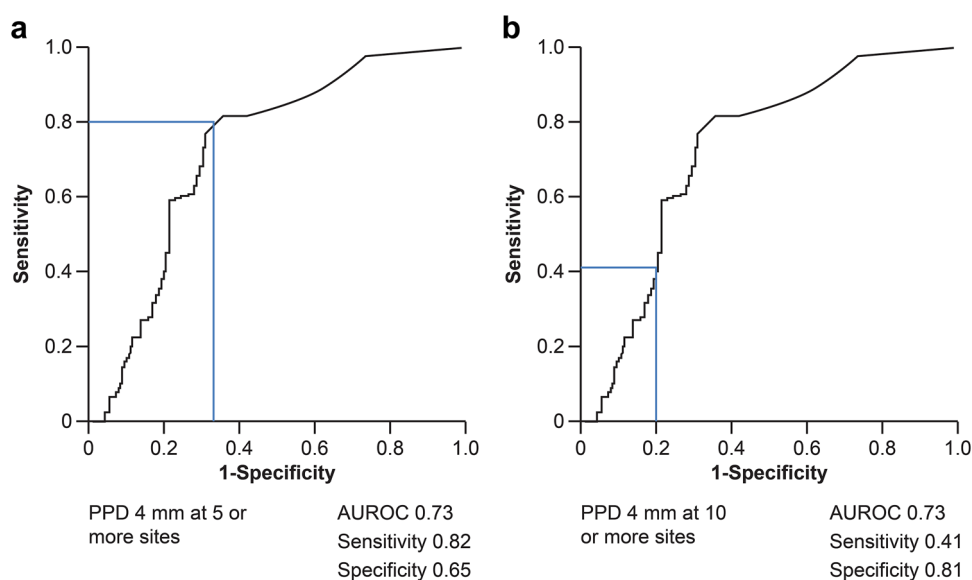 a
1.0
0.8
0.6
0.4
0.2
0
Sensitivity
0 0.2 0.4 0.6 0.8 1.0
1-Specificity
PPD 4 mm at 5 or
more sites
AUROC 0.73
Sensitivity 0.82
Specificity 0.65
b
1.0
0.8
0.6
0.4
0.2
0
Sensitivity
0 0.2 0.4 0.6 0.8 1.0
1-Specificity
PPD 4 mm at 10
or more sites
AUROC 0.73
Sensitivity 0.41
Specificity 0.81